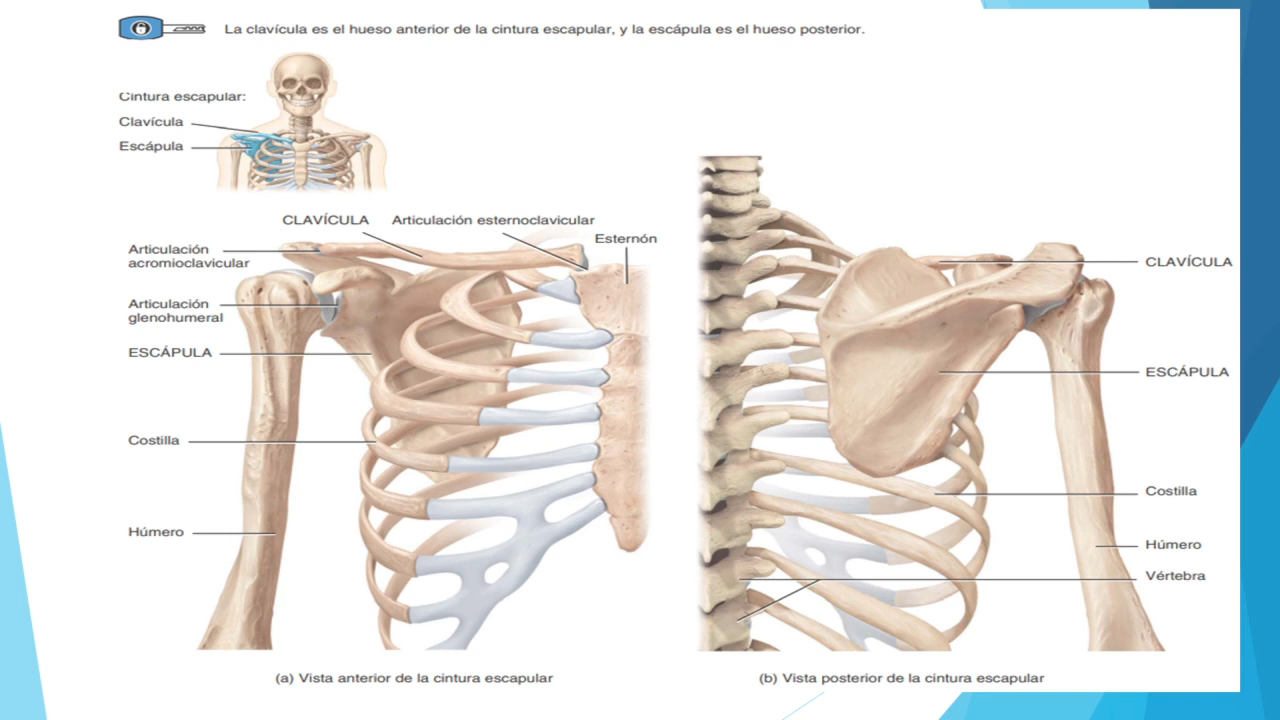 6
La clavícula es el hueso anterior de la cintura escapular, y la escápula es el hueso posterior.
Cintura escapular:
Clavícula
Escápula
CLAVÍCULA
Articulación esternoclavicular
Esternón
Articulación
acromioclavicular
Articulación
glenohumeral
ESCÁPULA
Costilla
Húmero
(a) Vista anterior de la cintura escapular
CLAVÍCULA
ESCÁPULA
Costilla
Húmero
Vértebra
(b) Vista posterior de la cintura escapular